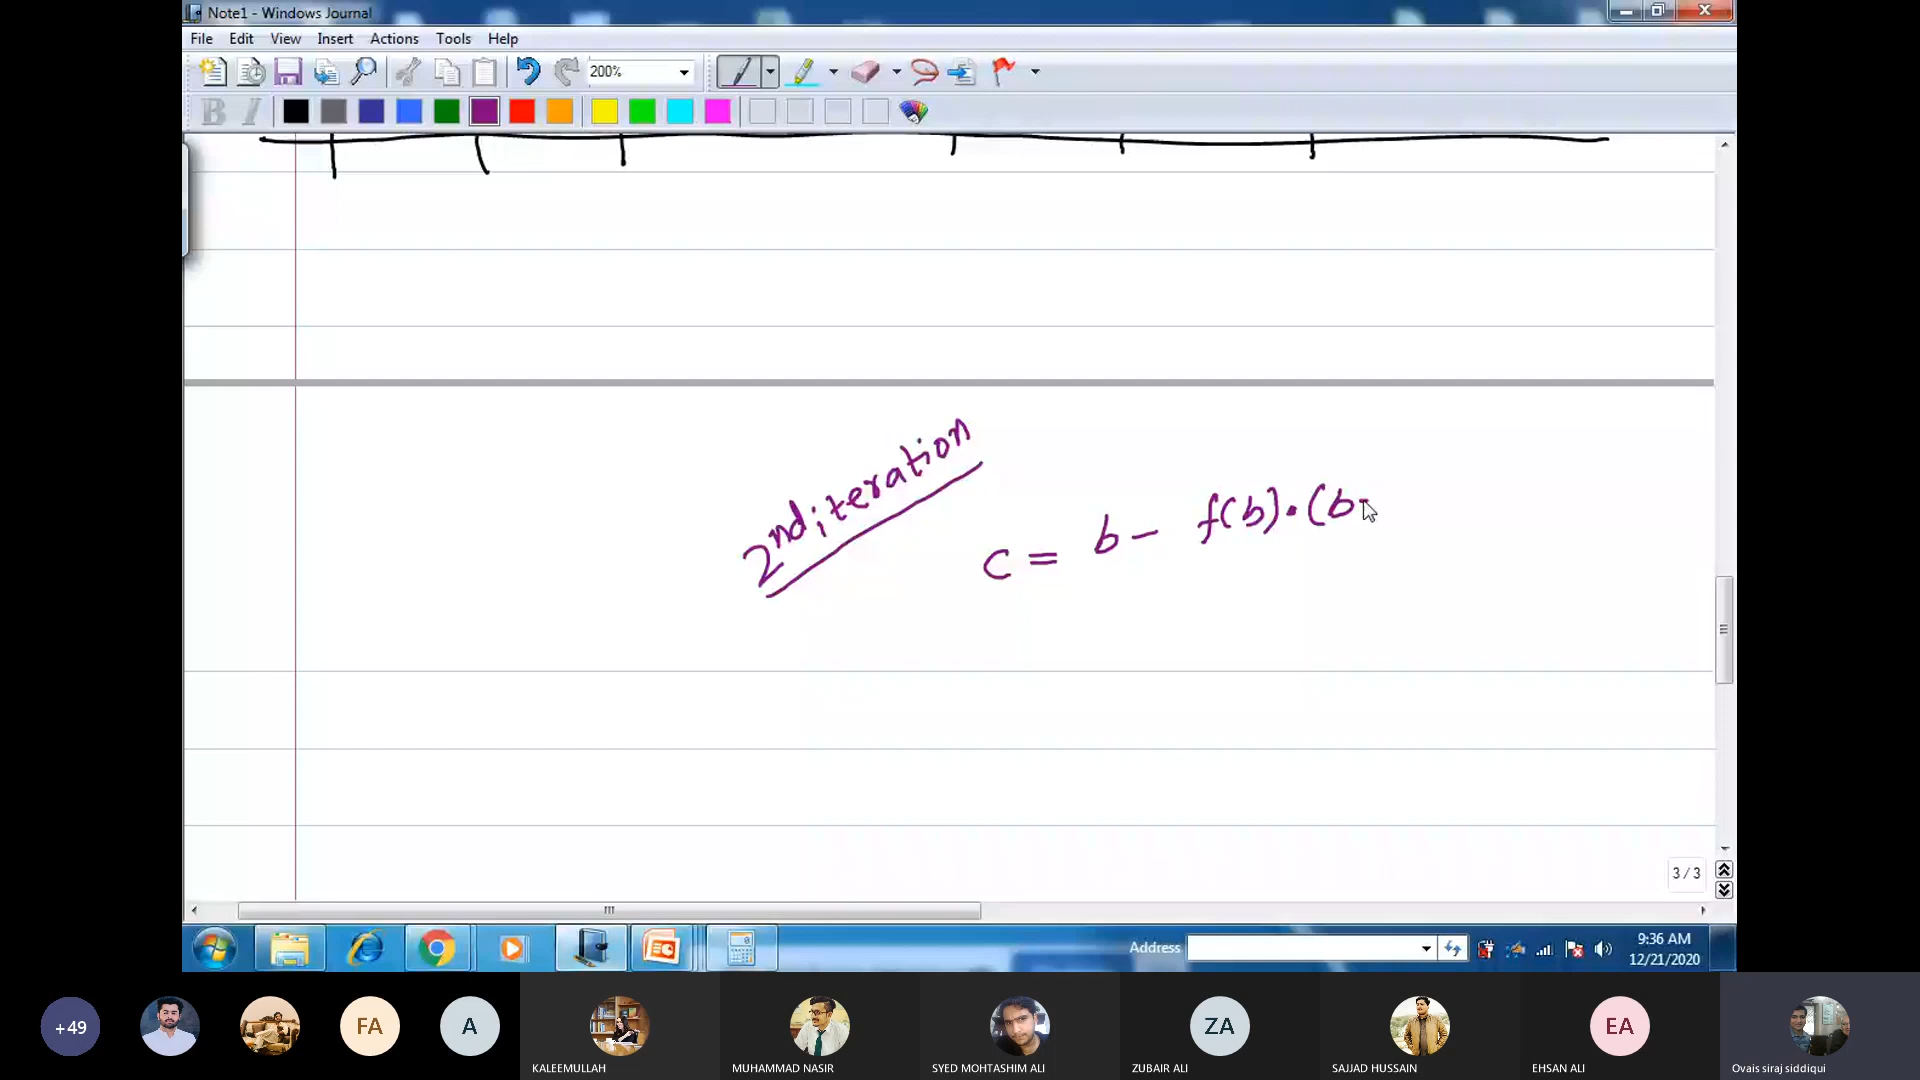 Note1 - Windows Journal
File Edit View Insert Actions Tools Help
200%
B I
2nd iteration
c = b - f(b).(b-
3 / 3
Address
9:36 AM
12/21/2020
+49
FA
A
ZA
EA
KALEEMULLAH
MUHAMMAD NASIR
SYED MOHTASHIM ALI
ZUBAIR ALI
SAJJAD HUSSAIN
EHSAN ALI
Ovais siraj siddiqui